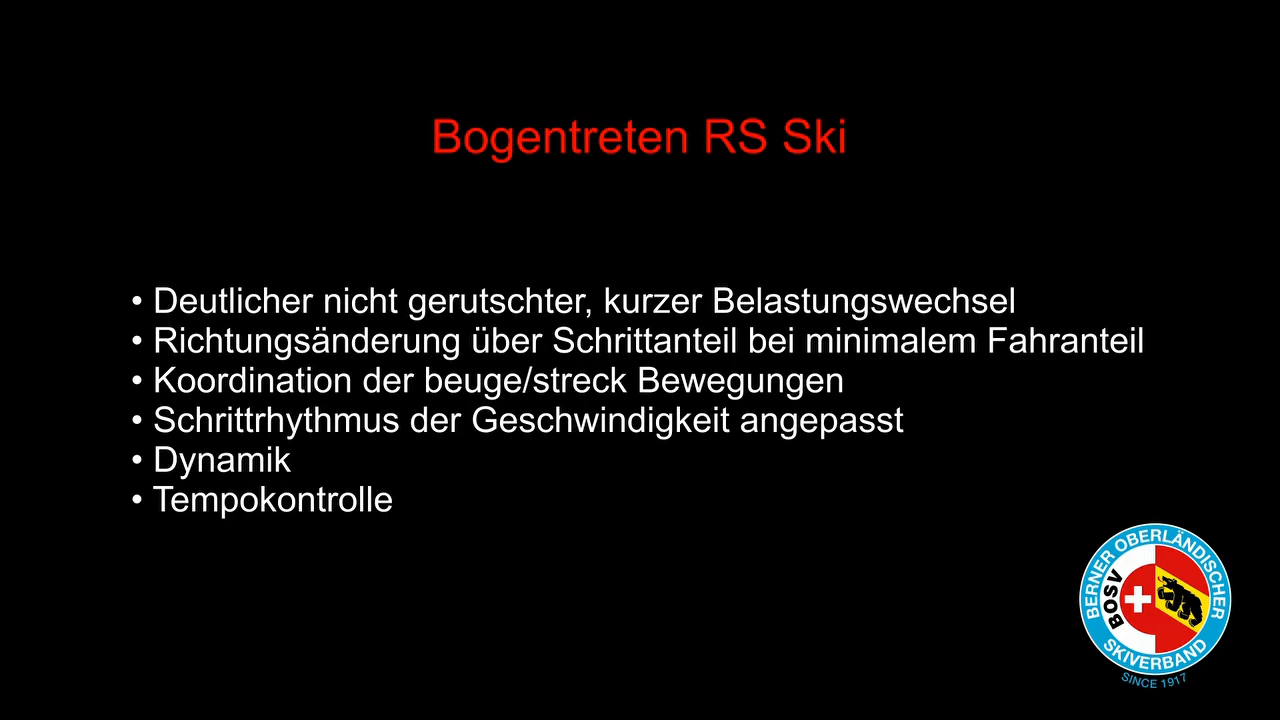 Bogentreten RS Ski
• Deutlicher nicht gerutschter, kurzer Belastungswechsel
• Richtungsänderung über Schrittanteil bei minimalem Fahranteil
• Koordination der beuge/streck Bewegungen
• Schrittrhythmus der Geschwindigkeit angepasst
• Dynamik
• Tempokontrolle
BERNER OBERLÄNDISCHER
BOSV
SKIVERBAND
SINCE 1917